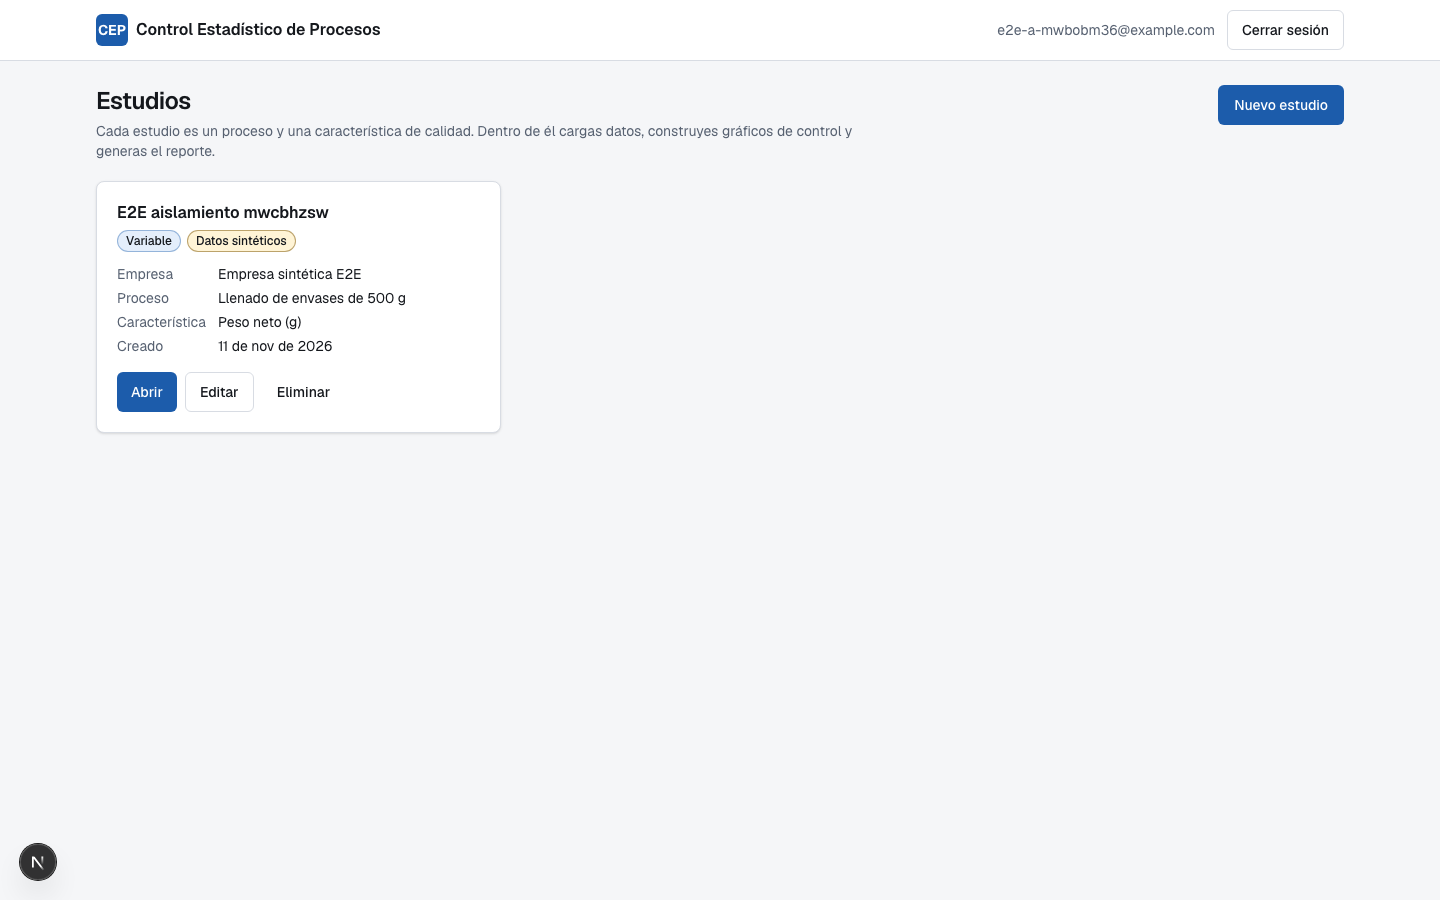 CEP Control Estadístico de Procesos
e2e-a-mwbobm36@example.com
Cerrar sesión
Estudios
Nuevo estudio
Cada estudio es un proceso y una característica de calidad. Dentro de él cargas datos, construyes gráficos de control y
generas el reporte.
E2E aislamiento mwcbhzsw
Variable Datos sintéticos
Empresa Empresa sintética E2E
Proceso Llenado de envases de 500 g
Característica Peso neto (g)
Creado 11 de nov de 2026
Abrir Editar Eliminar
N